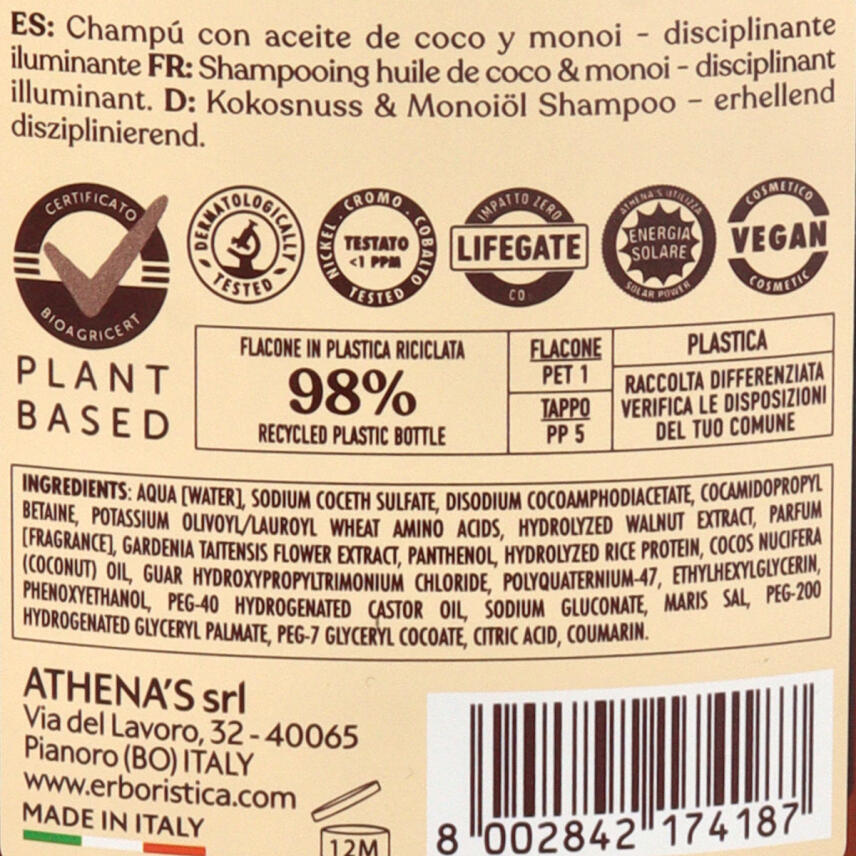 ES: Champú con aceite de coco y monoi - disciplinante
iluminante FR: Shampooing huile de coco & monoi - disciplinant
illuminant. D: Kokosnuss & Monoiöl Shampoo - erhellend
disziplinierend.
CERTIFICATO
BIOAGRICERT
PLANT
BASED
DERMATOLOGICALLY
TESTED
NICKEL · CROMO · COBALTO
TESTATO
<1 PPM
TESTED
IMPATTO ZERO
LIFEGATE
CO
ATHENA'S UTILIZZA
ENERGIA
SOLARE
SOLAR POWER
COSMETICO
VEGAN
COSMETIC
FLACONE IN PLASTICA RICICLATA
98%
RECYCLED PLASTIC BOTTLE
FLACONE
PET 1
TAPPO
PP 5
PLASTICA
RACCOLTA DIFFERENZIATA
VERIFICA LE DISPOSIZIONI
DEL TUO COMUNE
INGREDIENTS: AQUA [WATER], SODIUM COCETH SULFATE, DISODIUM COCOAMPHODIACETATE, COCAMIDOPROPYL
BETAINE, POTASSIUM OLIVOYL/LAUROYL WHEAT AMINO ACIDS, HYDROLYZED WALNUT EXTRACT, PARFUM
[FRAGRANCE], GARDENIA TAITENSIS FLOWER EXTRACT, PANTHENOL, HYDROLYZED RICE PROTEIN, COCOS NUCIFERA
(COCONUT) OIL, GUAR HYDROXYPROPYLTRIMONIUM CHLORIDE, POLYQUATERNIUM-47, ETHYLHEXYLGLYCERIN,
PHENOXYETHANOL, PEG-40 HYDROGENATED CASTOR OIL, SODIUM GLUCONATE, MARIS SAL, PEG-200
HYDROGENATED GLYCERYL PALMATE, PEG-7 GLYCERYL COCOATE, CITRIC ACID, COUMARIN.
ATHENA'S srl
Via del Lavoro, 32 - 40065
Pianoro (BO) ITALY
www.erboristica.com
MADE IN ITALY
12M
8 002842 174187